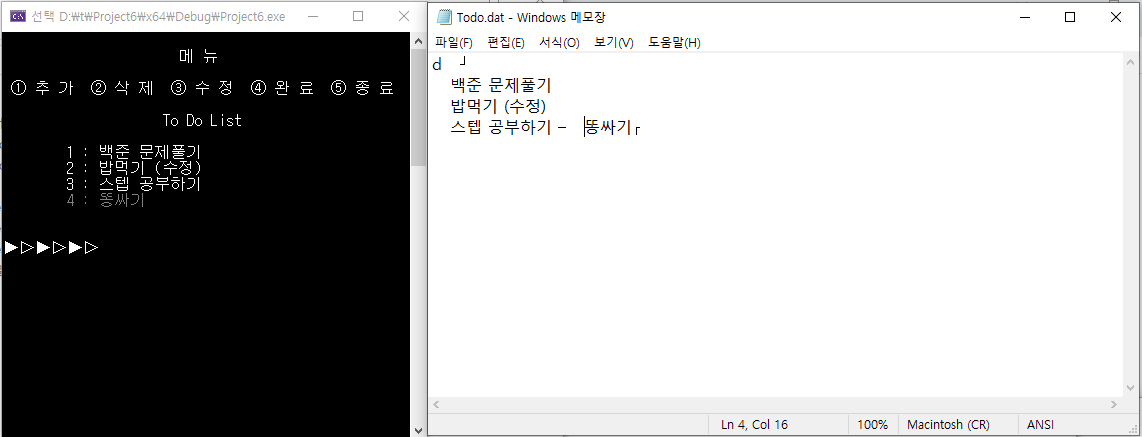 선택 D:\t\Project6\x64\Debug\Project6.exe
메 뉴
① 추 가 ② 삭 제 ③ 수 정 ④ 완 료 ⑤ 종 료
To Do List
1 : 백준 문제풀기
2 : 밥먹기 (수정)
3 : 스텝 공부하기
4 : 똥싸기
▶▷▶▷▶▷
Todo.dat - Windows 메모장
파일(F) 편집(E) 서식(O) 보기(V) 도움말(H)
d ┘
백준 문제풀기
밥먹기 (수정)
스텝 공부하기 – 똥싸기┌
Ln 4, Col 16 100% Macintosh (CR) ANSI